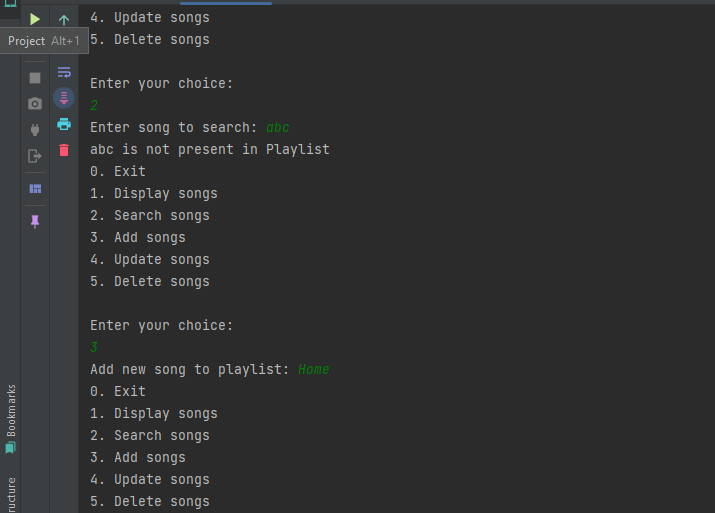 4. Update songs
Project Alt+1
5. Delete songs
Enter your choice:
2
Enter song to search: abc
abc is not present in Playlist
0. Exit
1. Display songs
2. Search songs
3. Add songs
4. Update songs
5. Delete songs
Enter your choice:
3
Add new song to playlist: Home
0. Exit
1. Display songs
2. Search songs
3. Add songs
4. Update songs
5. Delete songs
Bookmarks
ructure